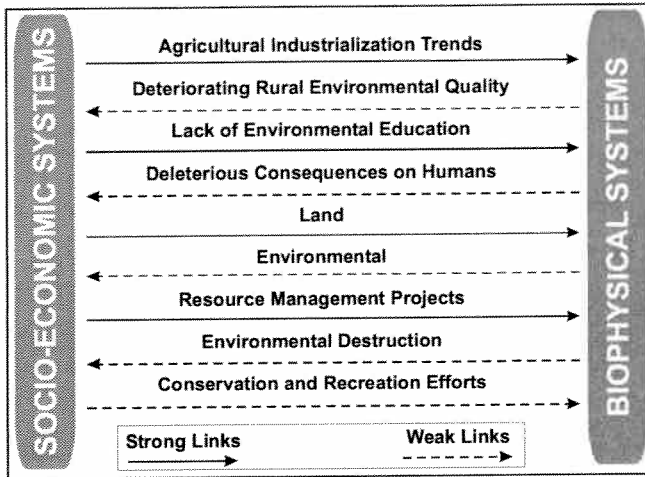 SOCIO-ECONOMIC SYSTEMS
Agricultural Industrialization Trends
Deteriorating Rural Environmental Quality
Lack of Environmental Education
Deleterious Consequences on Humans
Land
Environmental
Resource Management Projects
Environmental Destruction
Conservation and Recreation Efforts
BIOPHYSICAL SYSTEMS
Strong Links
Weak Links